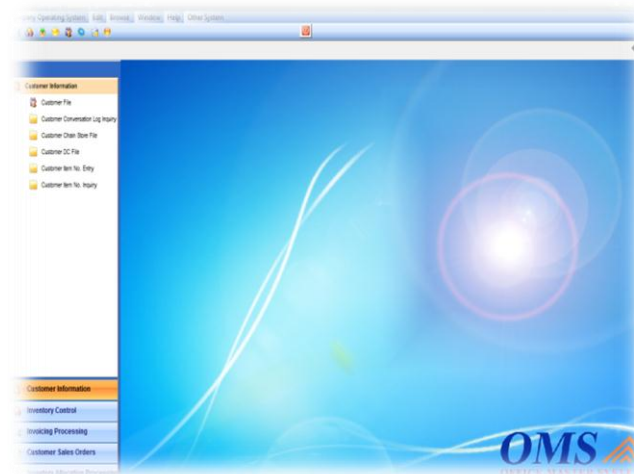 Operating System Edit Browse Window Help Other System
Customer Information
Customer File
Customer Conversation Log Inquiry
Customer Chain Store File
Customer DC File
Customer Item No. Entry
Customer Item No. Inquiry
Customer Information
Inventory Control
Invoicing Processing
Customer Sales Orders
OMS